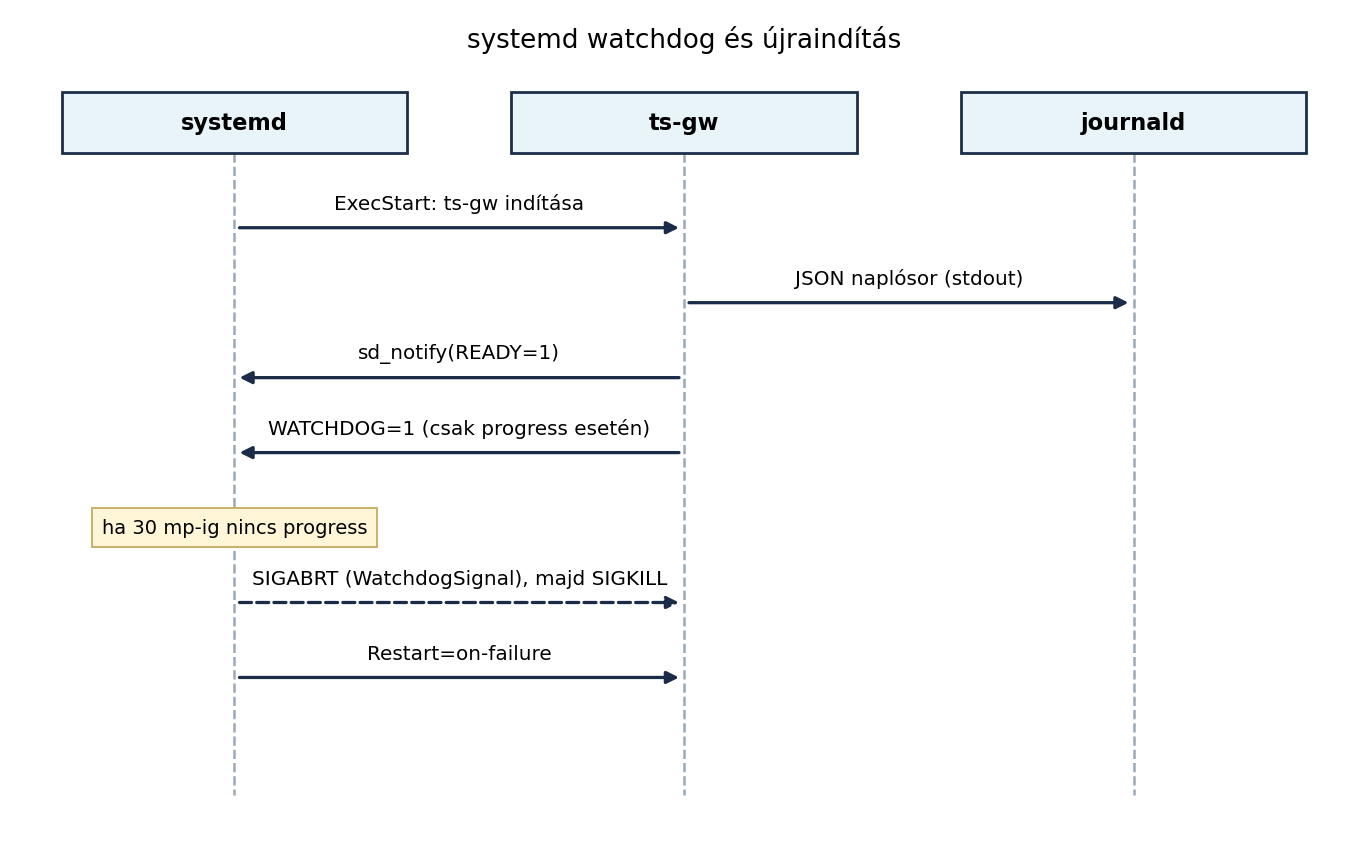 systemd watchdog és újraindítás
systemd
ts-gw
journald
ExecStart: ts-gw indítása
JSON naplósor (stdout)
sd_notify(READY=1)
WATCHDOG=1 (csak progress esetén)
ha 30 mp-ig nincs progress
SIGABRT (WatchdogSignal), majd SIGKILL
Restart=on-failure